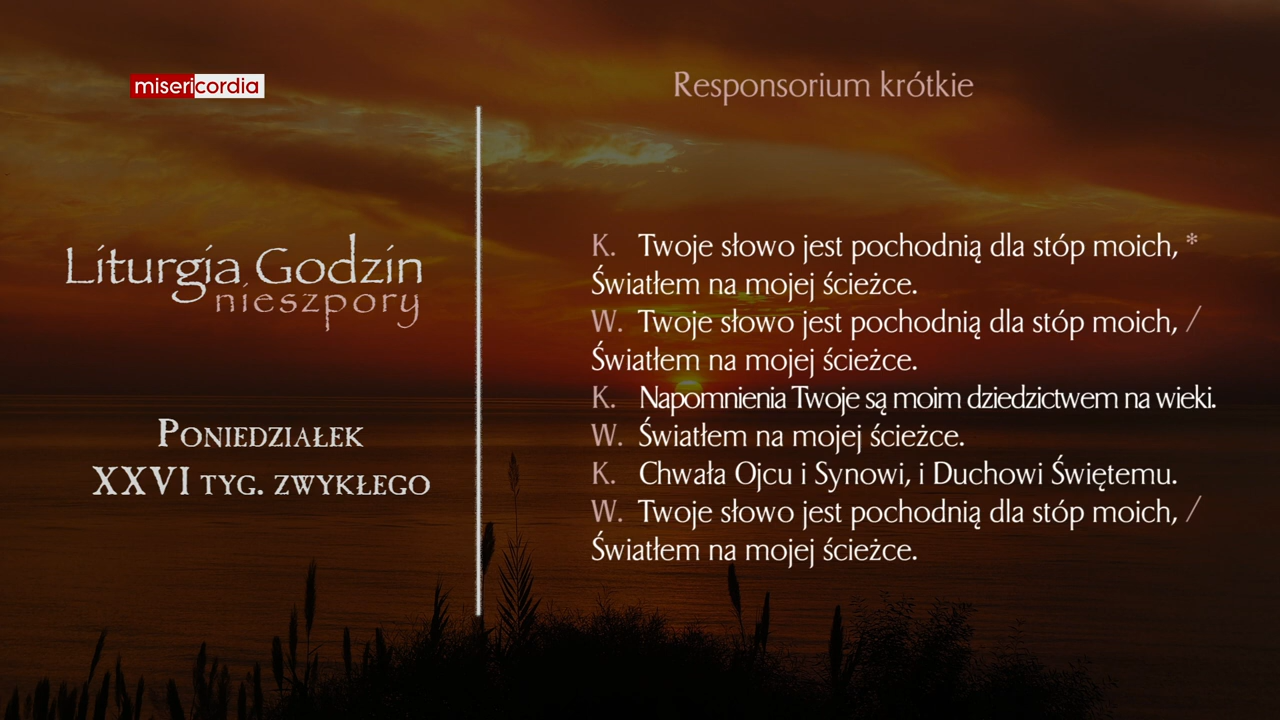 misericordia
Liturgia Godzin
nieszpory
Poniedziałek
XXVI tyg. zwykłego
Responsorium krótkie
K. Twoje słowo jest pochodnią dla stóp moich, *
Światłem na mojej ścieżce.
W. Twoje słowo jest pochodnią dla stóp moich, /
Światłem na mojej ścieżce.
K. Napomnienia Twoje są moim dziedzictwem na wieki.
W. Światłem na mojej ścieżce.
K. Chwała Ojcu i Synowi, i Duchowi Świętemu.
W. Twoje słowo jest pochodnią dla stóp moich, /
Światłem na mojej ścieżce.